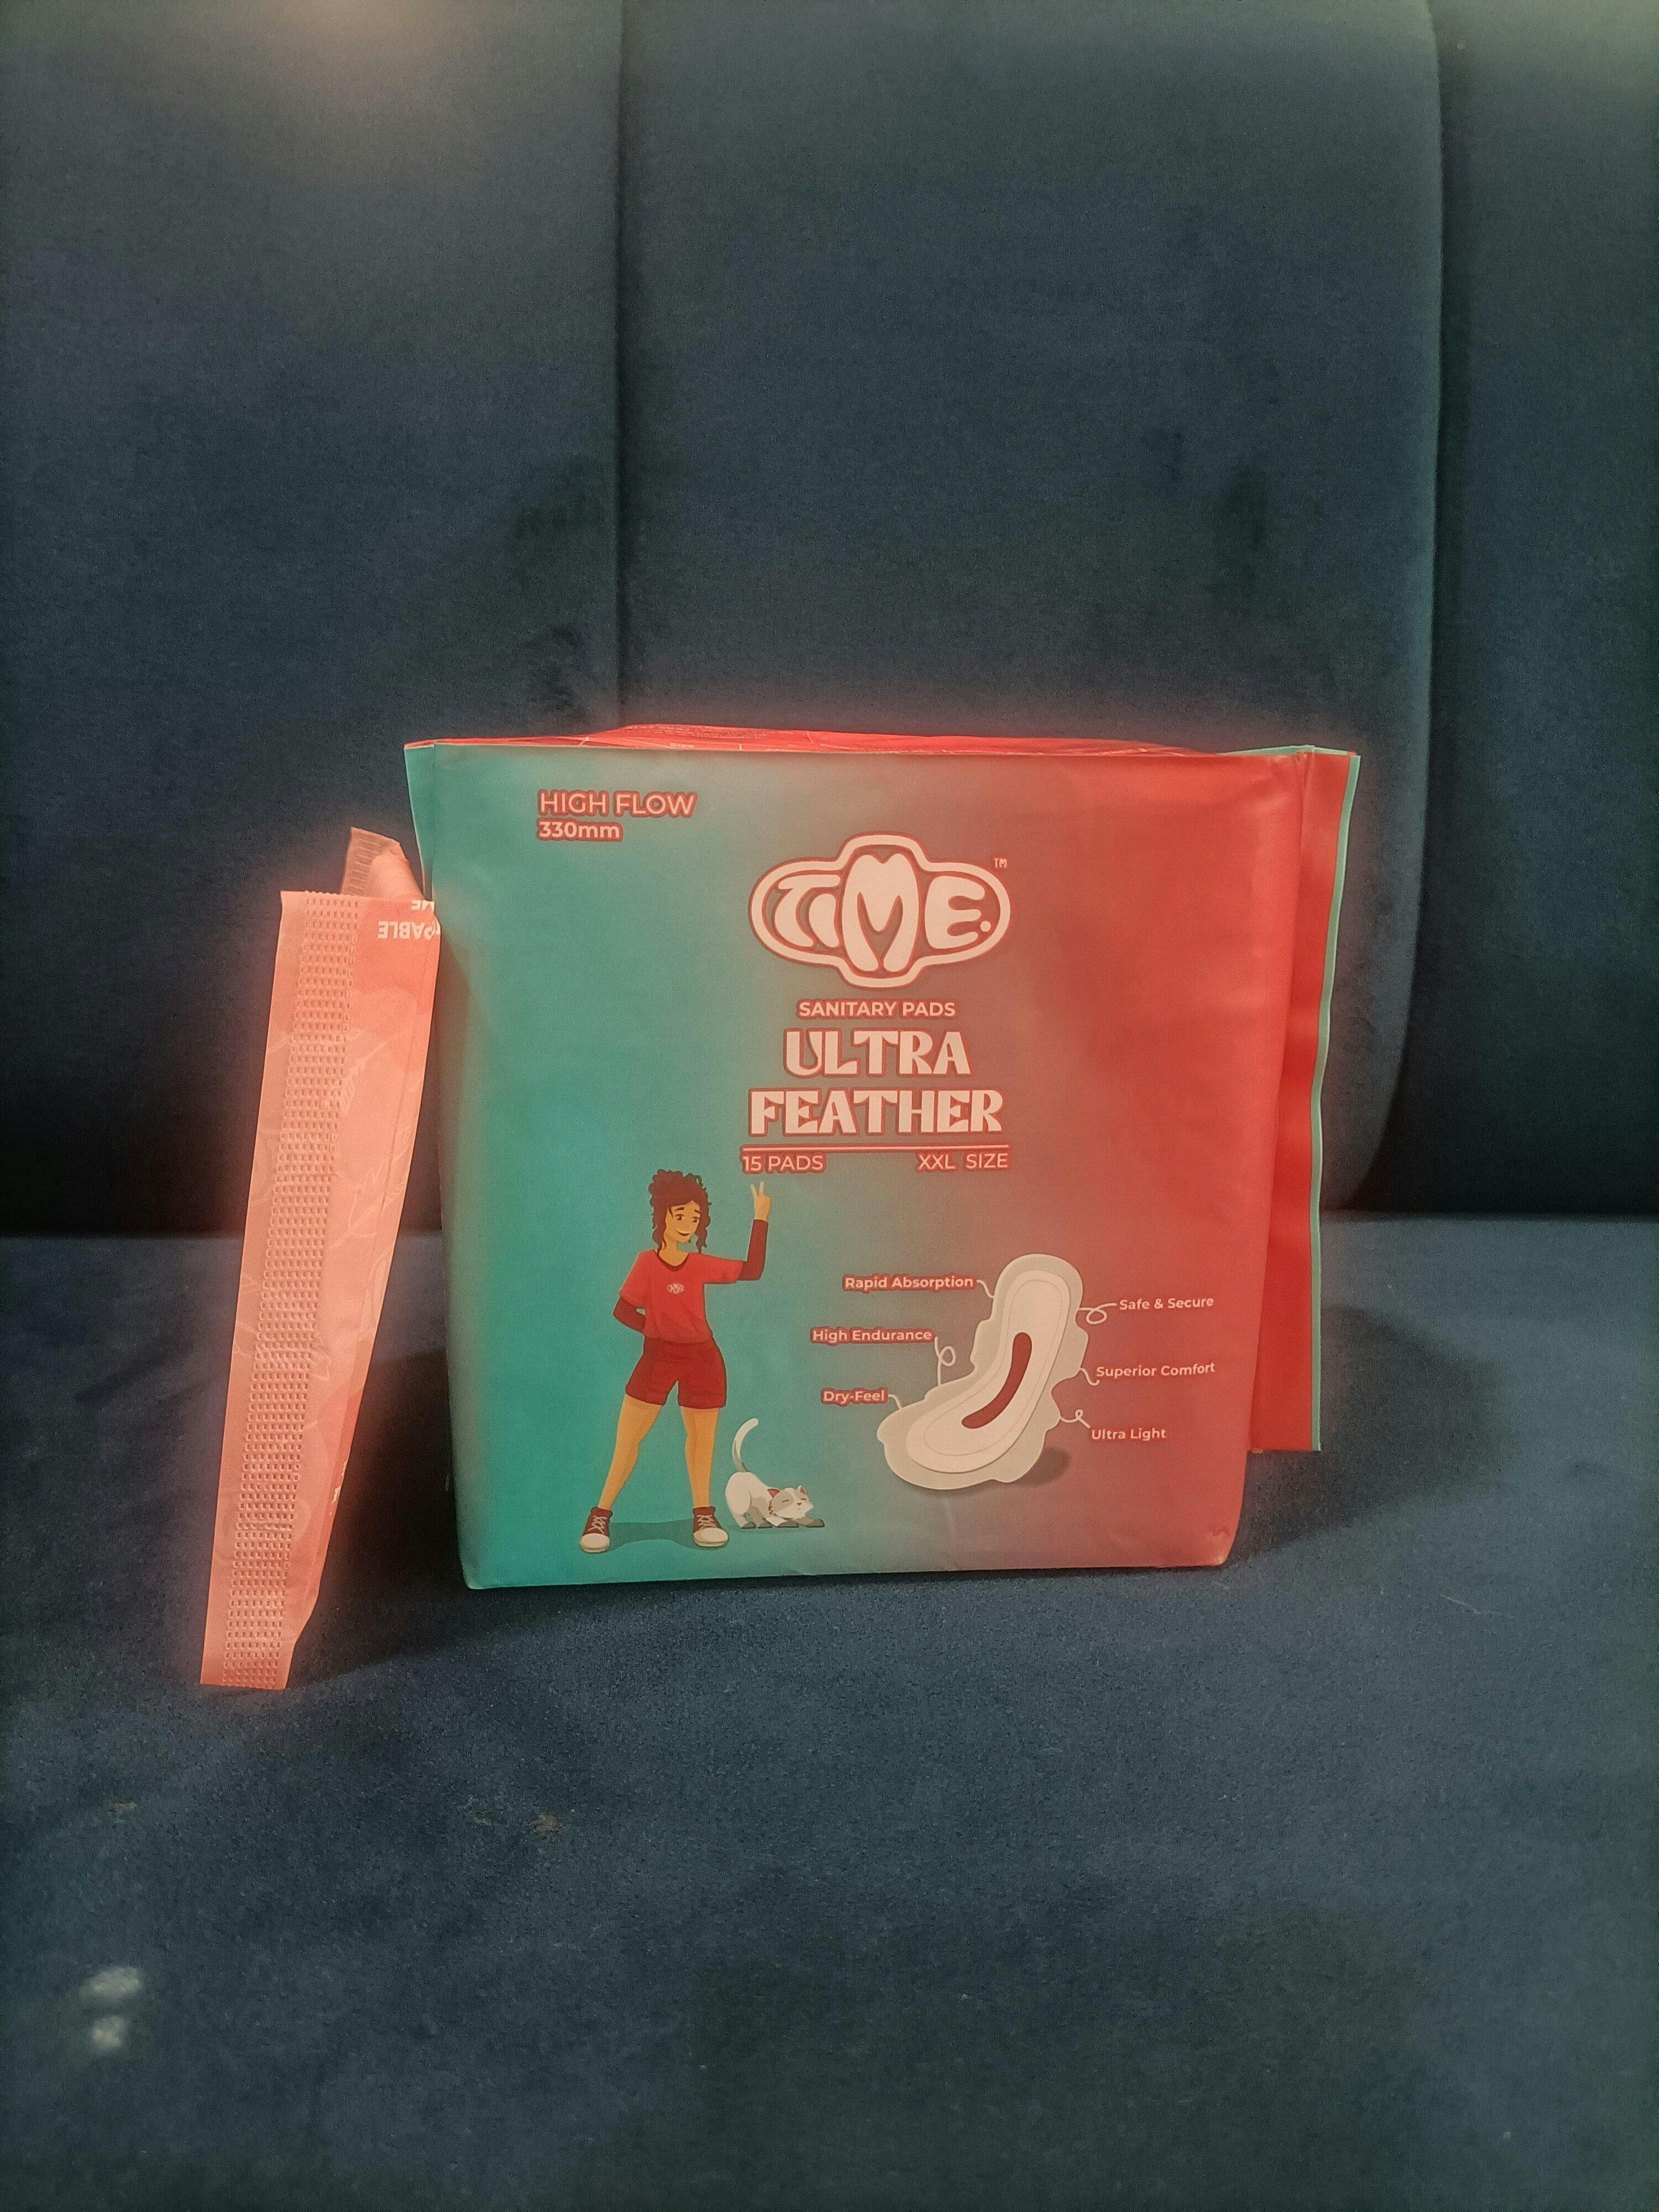 HIGH FLOW
330mm
TIME.
TM
SANITARY PADS
ULTRA
FEATHER
15 PADS XXL SIZE
Rapid Absorption
Safe & Secure
High Endurance
Superior Comfort
Dry-Feel
Ultra Light